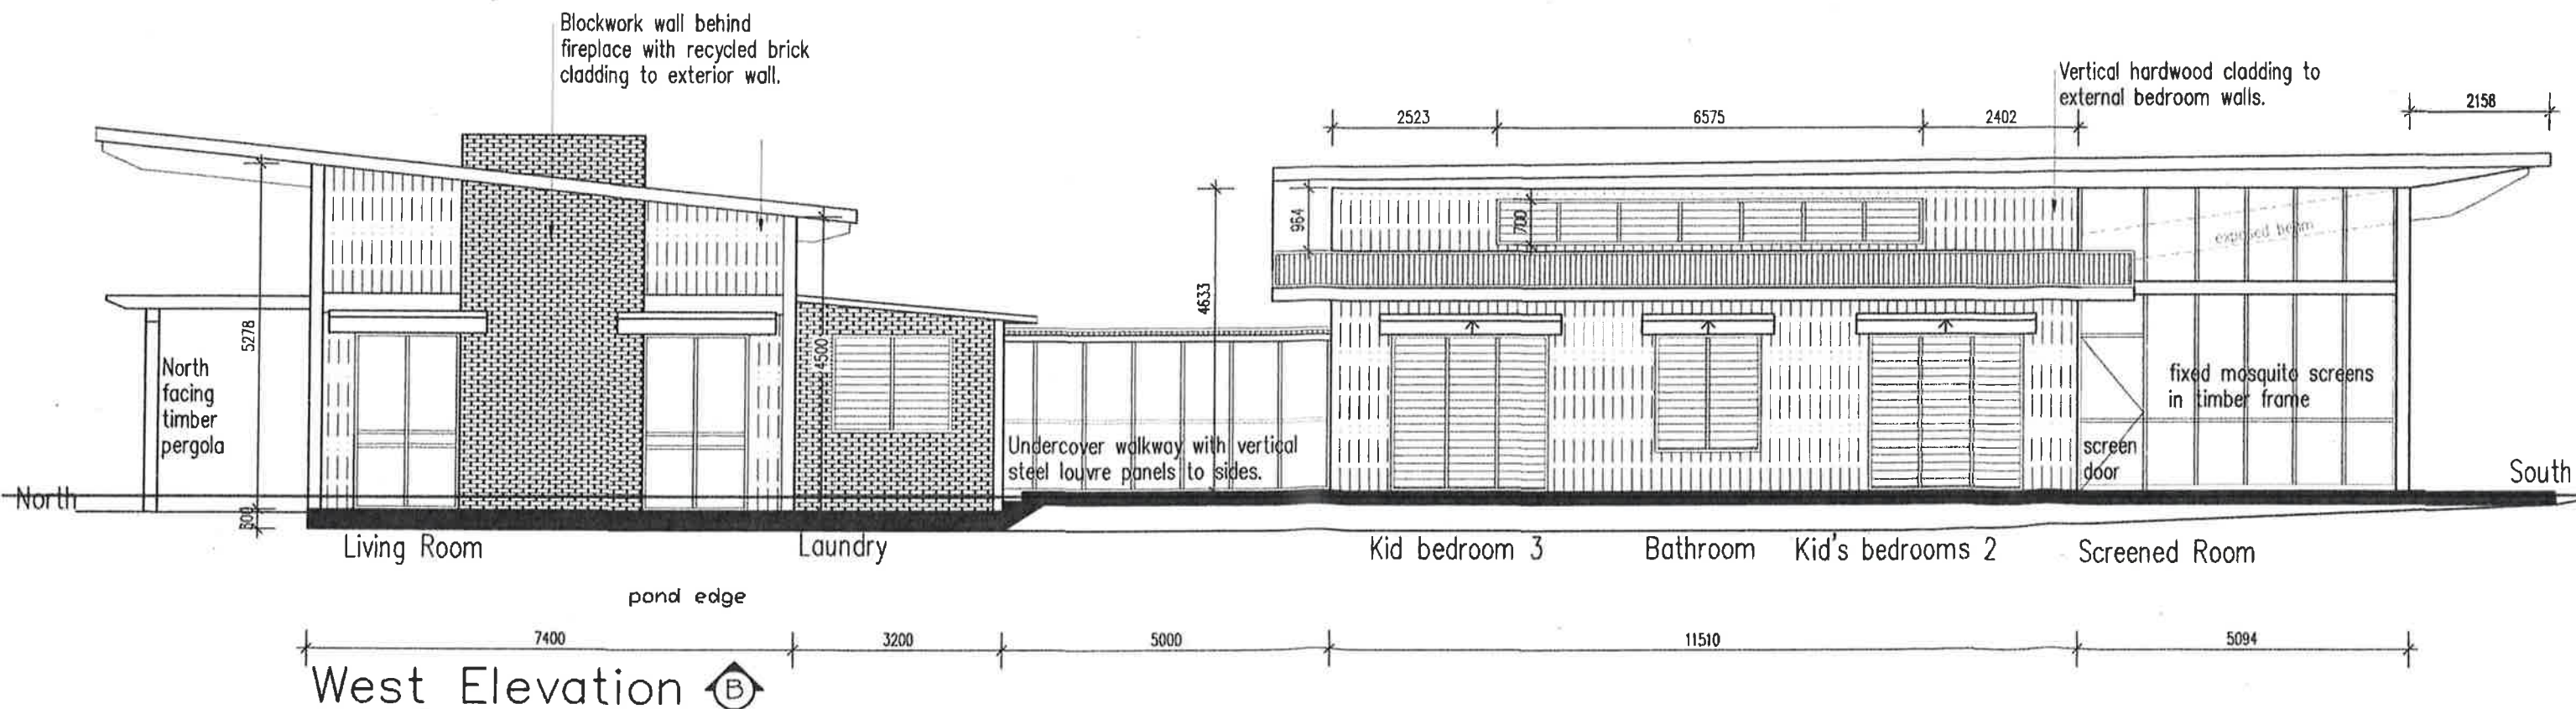 Blockwork wall behind
fireplace with recycled brick
cladding to exterior wall.
Vertical hardwood cladding to
external bedroom walls.
2158
2523
6575
2402
964
700
exposed beam
4633
5278
4500
North
facing
timber
pergola
fixed mosquito screens
in timber frame
Undercover walkway with vertical
steel louvre panels to sides.
screen
door
North
South
300
Living Room
Laundry
Kid bedroom 3
Bathroom
Kid's bedrooms 2
Screened Room
pond edge
7400
3200
5000
11510
5094
West Elevation
B